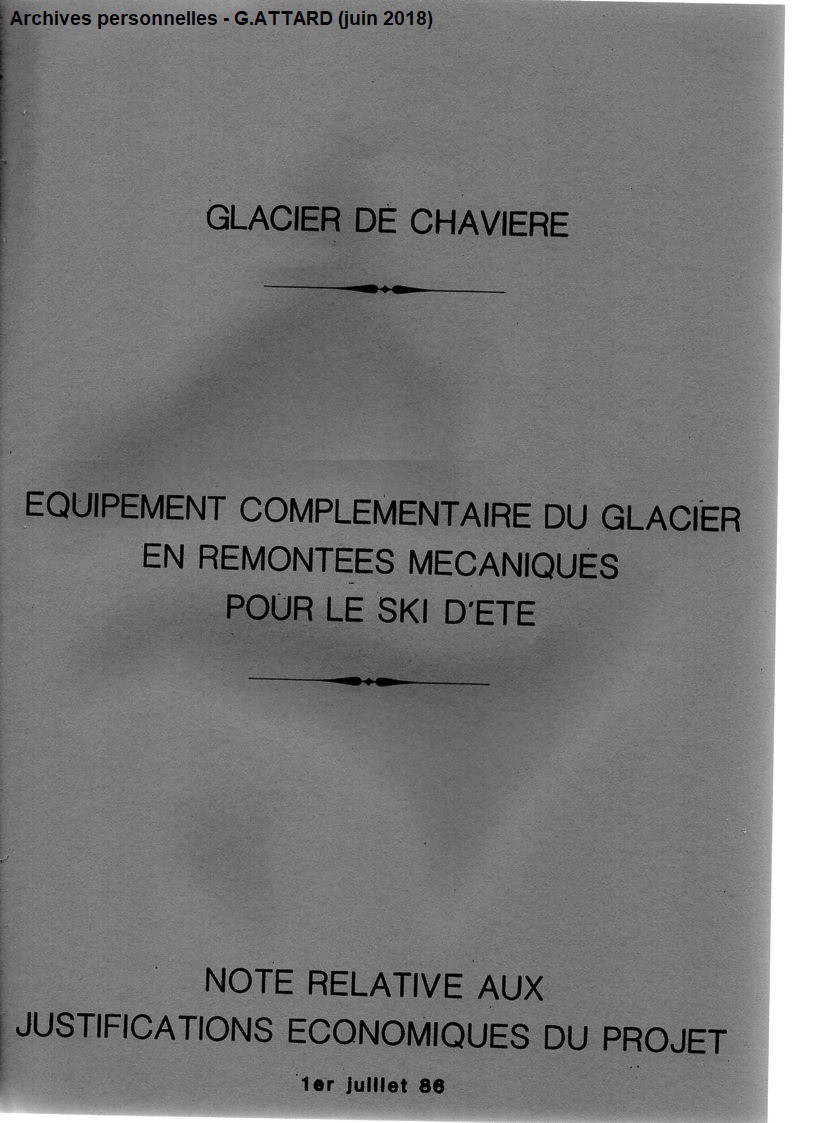 Archives personnelles - G.ATTARD (juin 2018)
GLACIER DE CHAVIERE
EQUIPEMENT COMPLEMENTAIRE DU GLACIER
EN REMONTEES MECANIQUES
POUR LE SKI D'ETE
NOTE RELATIVE AUX
JUSTIFICATIONS ECONOMIQUES DU PROJET
1er juillet 86